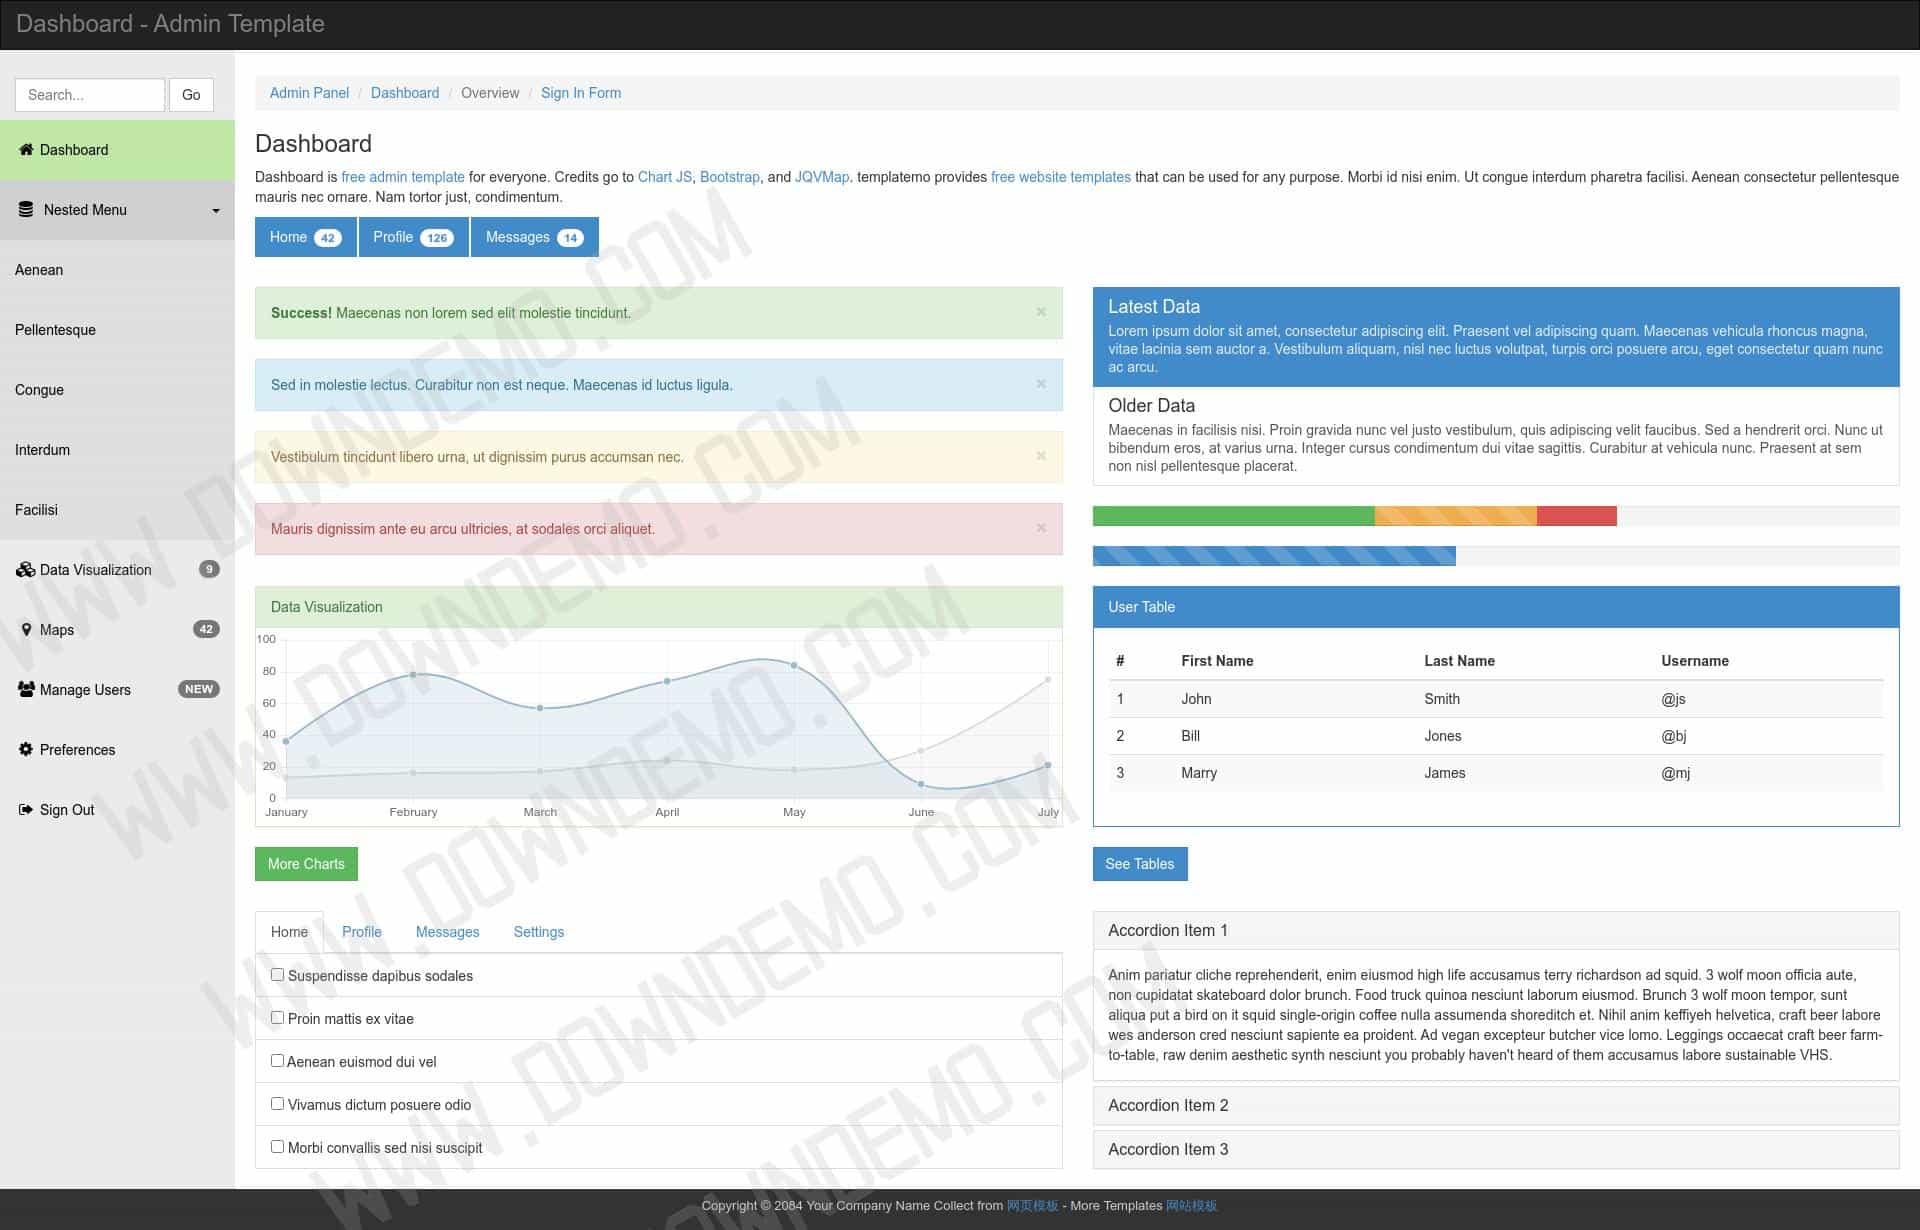 Dashboard - Admin Template
Search...
Go
Dashboard
Nested Menu
Aenean
Pellentesque
Congue
Interdum
Facilisi
Data Visualization 9
Maps 42
Manage Users NEW
Preferences
Sign Out
Admin Panel / Dashboard / Overview / Sign In Form
Dashboard
Dashboard is free admin template for everyone. Credits go to Chart JS, Bootstrap, and JQVMap. templatemo provides free website templates that can be used for any purpose. Morbi id nisi enim. Ut congue interdum pharetra facilisi. Aenean consectetur pellentesque
mauris nec ornare. Nam tortor just, condimentum.
Home 42
Profile 126
Messages 14
Success! Maecenas non lorem sed elit molestie tincidunt. ×
Sed in molestie lectus. Curabitur non est neque. Maecenas id luctus ligula. ×
Vestibulum tincidunt libero urna, ut dignissim purus accumsan nec. ×
Mauris dignissim ante eu arcu ultricies, at sodales orci aliquet. ×
Latest Data
Lorem ipsum dolor sit amet, consectetur adipiscing elit. Praesent vel adipiscing quam. Maecenas vehicula rhoncus magna,
vitae lacinia sem auctor a. Vestibulum aliquam, nisl nec luctus volutpat, turpis orci posuere arcu, eget consectetur quam nunc
ac arcu.
Older Data
Maecenas in facilisis nisi. Proin gravida nunc vel justo vestibulum, quis adipiscing velit faucibus. Sed a hendrerit orci. Nunc ut
bibendum eros, at varius urna. Integer cursus condimentum dui vitae sagittis. Curabitur at vehicula nunc. Praesent at sem
non nisl pellentesque placerat.
Data Visualization
100
80
60
40
20
0
January February March April May June July
User Table
# First Name Last Name Username
1 John Smith @js
2 Bill Jones @bj
3 Marry James @mj
More Charts
See Tables
Home Profile Messages Settings
Suspendisse dapibus sodales
Proin mattis ex vitae
Aenean euismod dui vel
Vivamus dictum posuere odio
Morbi convallis sed nisi suscipit
Accordion Item 1
Anim pariatur cliche reprehenderit, enim eiusmod high life accusamus terry richardson ad squid. 3 wolf moon officia aute,
non cupidatat skateboard dolor brunch. Food truck quinoa nesciunt laborum eiusmod. Brunch 3 wolf moon tempor, sunt
aliqua put a bird on it squid single-origin coffee nulla assumenda shoreditch et. Nihil anim keffiyeh helvetica, craft beer labore
wes anderson cred nesciunt sapiente ea proident. Ad vegan excepteur butcher vice lomo. Leggings occaecat craft beer farm-
to-table, raw denim aesthetic synth nesciunt you probably haven't heard of them accusamus labore sustainable VHS.
Accordion Item 2
Accordion Item 3
Copyright © 2084 Your Company Name Collect from 网页模板 - More Templates 网站模板
WWW.DOWNDEMO.COM
WWW.DOWNDEMO.COM
WWW.DOWNDEMO.COM
WWW.DOWNDEMO.COM
WWW.DOWNDEMO.COM